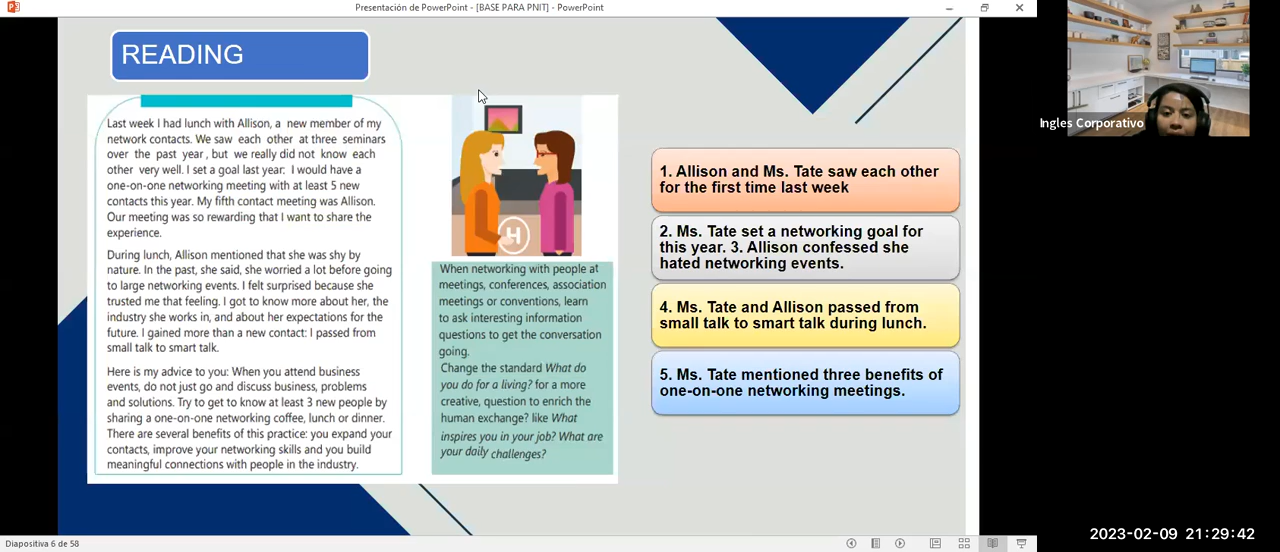 Presentación de PowerPoint - [BASE PARA PNIT] - PowerPoint
READING
Last week I had lunch with Allison, a new member of my
network contacts. We saw each other at three seminars
over the past year, but we really did not know each
other very well. I set a goal last year: I would have a
one-on-one networking meeting with at least 5 new
contacts this year. My fifth contact meeting was Allison.
Our meeting was so rewarding that I want to share the
experience.
During lunch, Allison mentioned that she was shy by
nature. In the past, she said, she worried a lot before going
to large networking events. I felt surprised because she
trusted me that feeling. I got to know more about her, the
industry she works in, and about her expectations for the
future. I gained more than a new contact: I passed from
small talk to smart talk.
Here is my advice to you: When you attend business
events, do not just go and discuss business, problems
and solutions. Try to get to know at least 3 new people by
sharing a one-on-one networking coffee, lunch or dinner.
There are several benefits of this practice: you expand your
contacts, improve your networking skills and you build
meaningful connections with people in the industry.
H
When networking with people at
meetings, conferences, association
meetings or conventions, learn
to ask interesting information
questions to get the conversation
going.
Change the standard What do
you do for a living? for a more
creative, question to enrich the
human exchange? like What
inspires you in your job? What are
your daily challenges?
1. Allison and Ms. Tate saw each other
for the first time last week
2. Ms. Tate set a networking goal for
this year. 3. Allison confessed she
hated networking events.
4. Ms. Tate and Allison passed from
small talk to smart talk during lunch.
5. Ms. Tate mentioned three benefits of
one-on-one networking meetings.
Ingles Corporativo
Diapositiva 6 de 58
2023-02-09 21:29:42